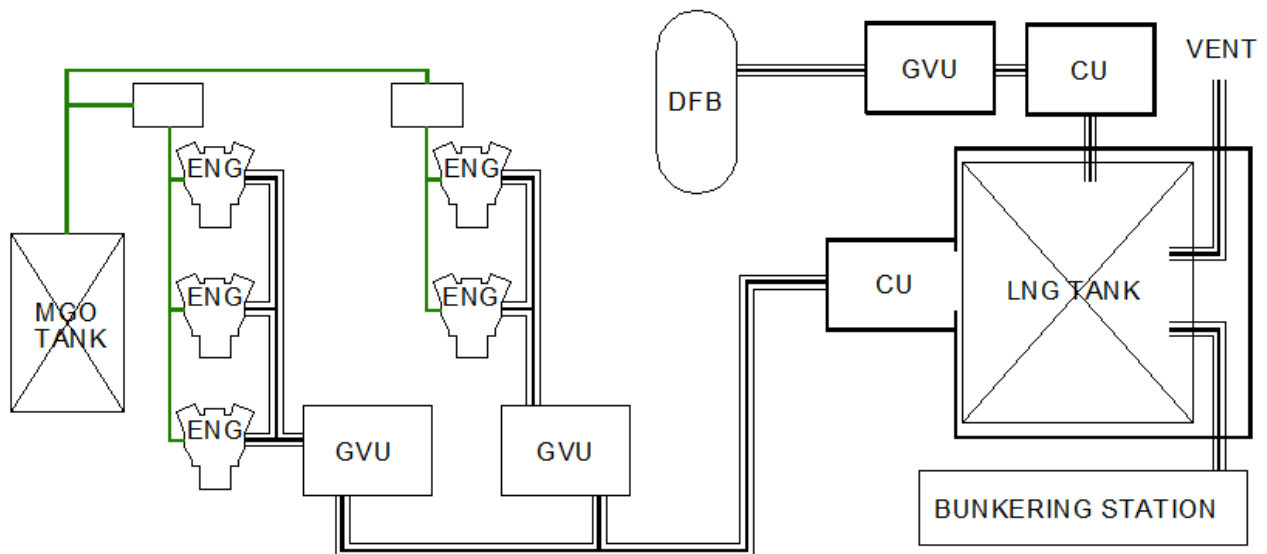 VENT
GVU
CU
DFB
ENG
ENG
MGO
TANK
ENG
ENG
CU
LNG TANK
ENG
GVU
GVU
BUNKERING STATION